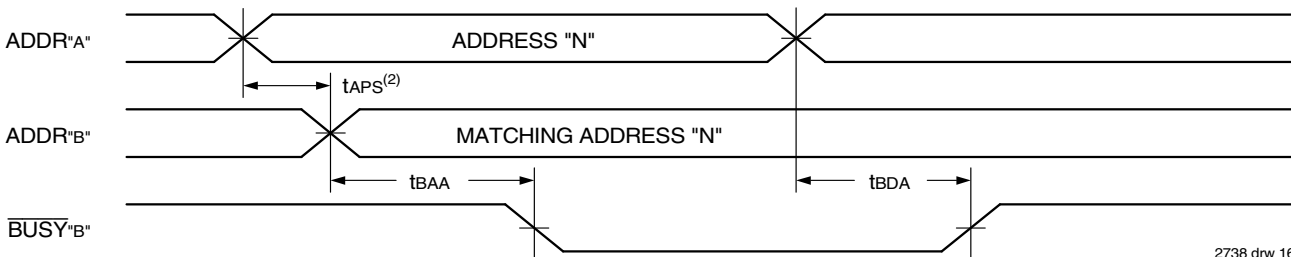 ADDR"A" ADDRESS "N"
tAPS(2)
ADDR"B" MATCHING ADDRESS "N"
tBAA tBDA
BUSY"B"
2738 drw 16